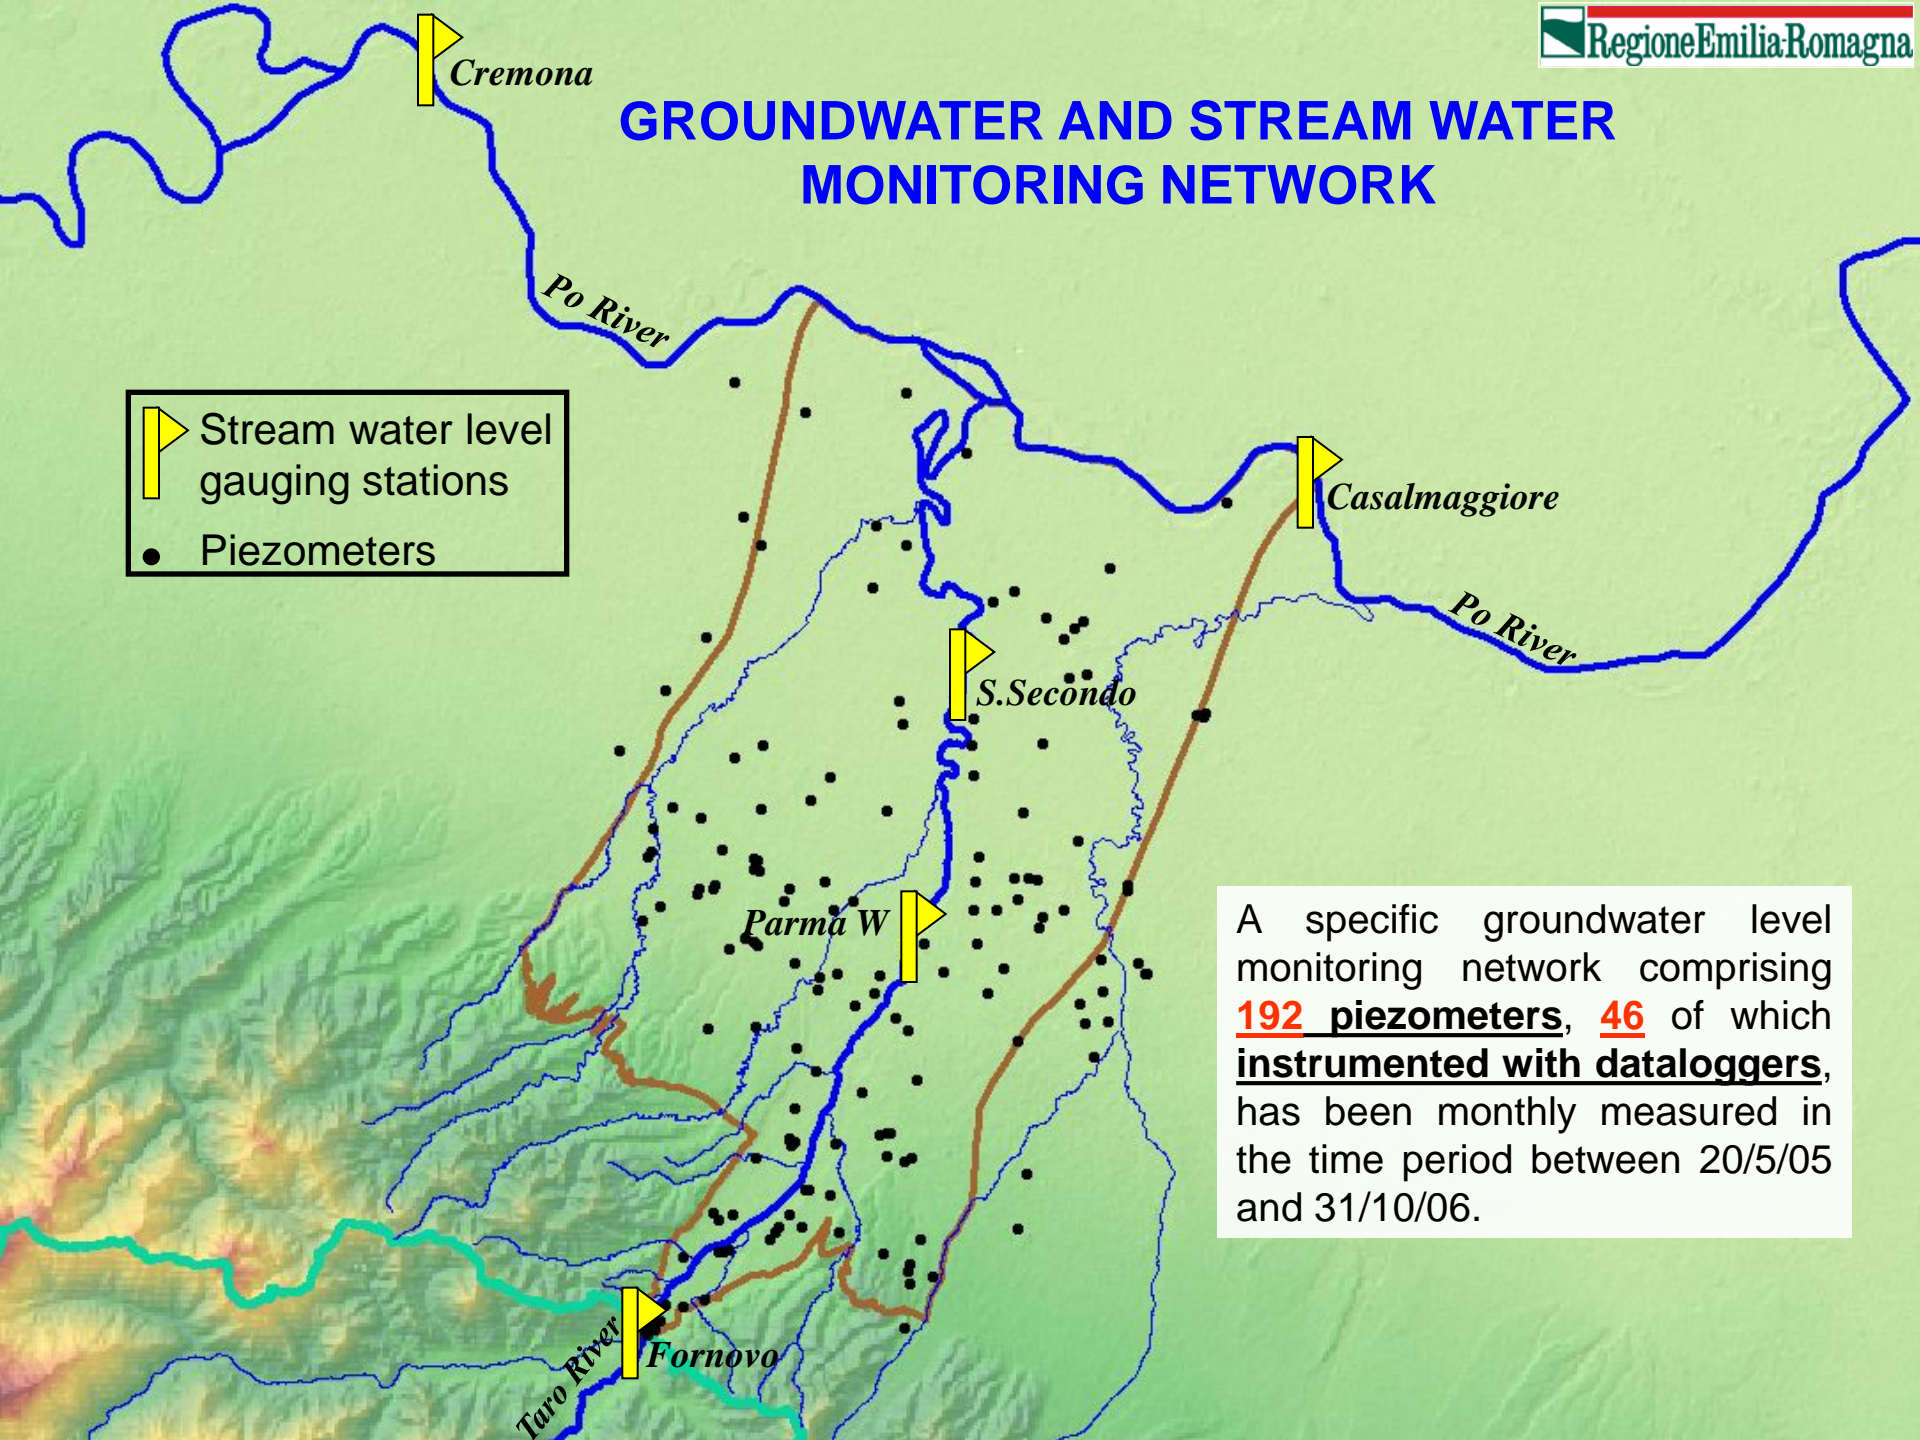 RegioneEmilia-Romagna
Cremona
GROUNDWATER AND STREAM WATER
MONITORING NETWORK
Po River
Stream water level
gauging stations
Piezometers
Casalmaggiore
Po River
S.Secondo
Parma W
A specific groundwater level
monitoring network comprising
192 piezometers, 46 of which
instrumented with dataloggers,
has been monthly measured in
the time period between 20/5/05
and 31/10/06.
Taro River
Fornovo